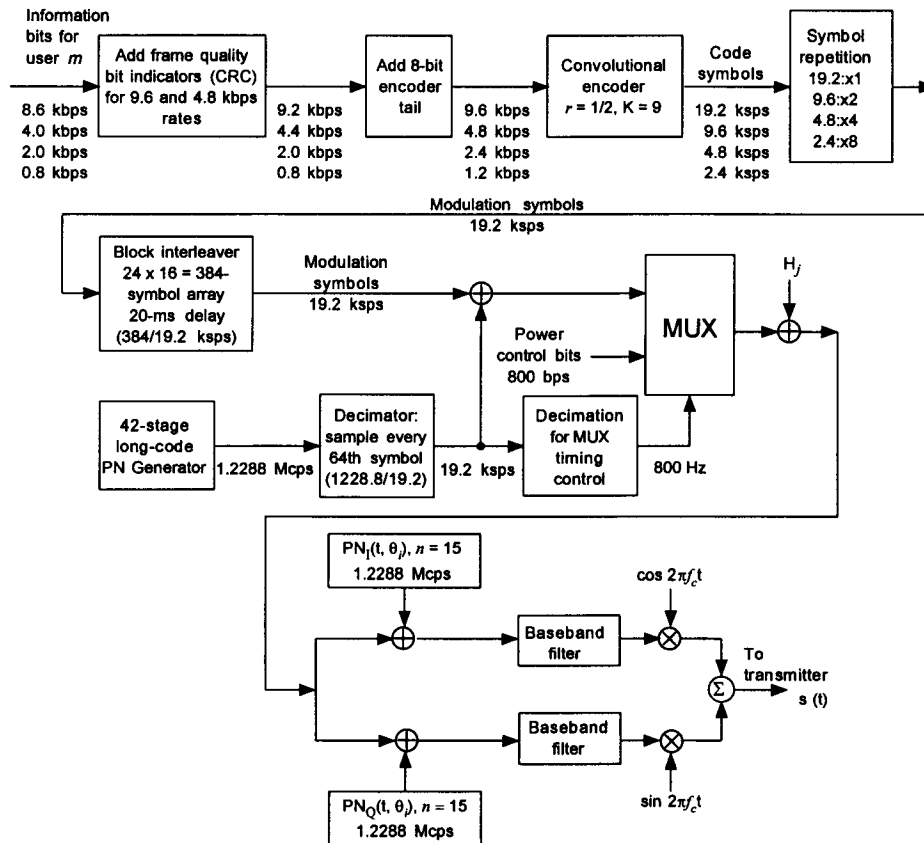 Information
bits for
user m
8.6 kbps
4.0 kbps
2.0 kbps
0.8 kbps
Add frame quality
bit indicators (CRC)
for 9.6 and 4.8 kbps
rates
9.2 kbps
4.4 kbps
2.0 kbps
0.8 kbps
Add 8-bit
encoder
tail
9.6 kbps
4.8 kbps
2.4 kbps
1.2 kbps
Convolutional
encoder
r = 1/2, K = 9
Code
symbols
19.2 ksps
9.6 ksps
4.8 ksps
2.4 ksps
Symbol
repetition
19.2:x1
9.6:x2
4.8:x4
2.4:x8
Modulation symbols
19.2 ksps
Block interleaver
24 x 16 = 384-
symbol array
20-ms delay
(384/19.2 ksps)
Modulation
symbols
19.2 ksps
Power
control bits
800 bps
MUX
H_j
42-stage
long-code
PN Generator
1.2288 Mcps
Decimator:
sample every
64th symbol
(1228.8/19.2)
19.2 ksps
Decimation
for MUX
timing
control
800 Hz
PN_I(t, θ_i), n = 15
1.2288 Mcps
Baseband
filter
cos 2πf_ct
Σ
To
transmitter
s (t)
Baseband
filter
sin 2πf_ct
PN_Q(t, θ_i), n = 15
1.2288 Mcps